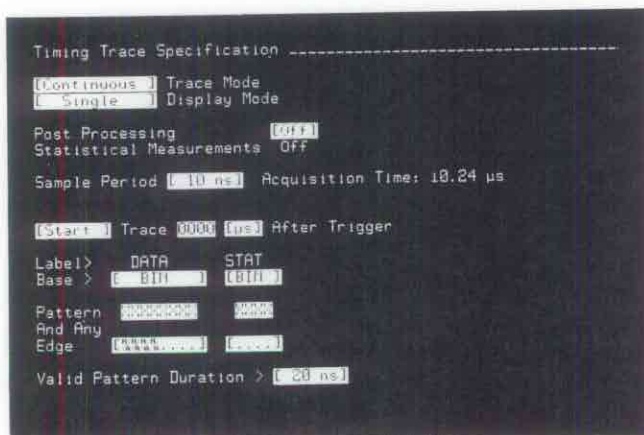 Timing Trace Specification ------------------------------------
[Continuous ] Trace Mode
[ Single ] Display Mode
Post Processing [Off]
Statistical Measurements Off
Sample Period [ 10 ns] Acquisition Time: 10.24 µs
[Start ] Trace 0000 [µs] After Trigger
Label> DATA STAT
Base > [ BIN ] [BIN ]
Pattern XXXXXXXX XXXX
And Any
Edge [....]
Valid Pattern Duration > [ 20 ns]